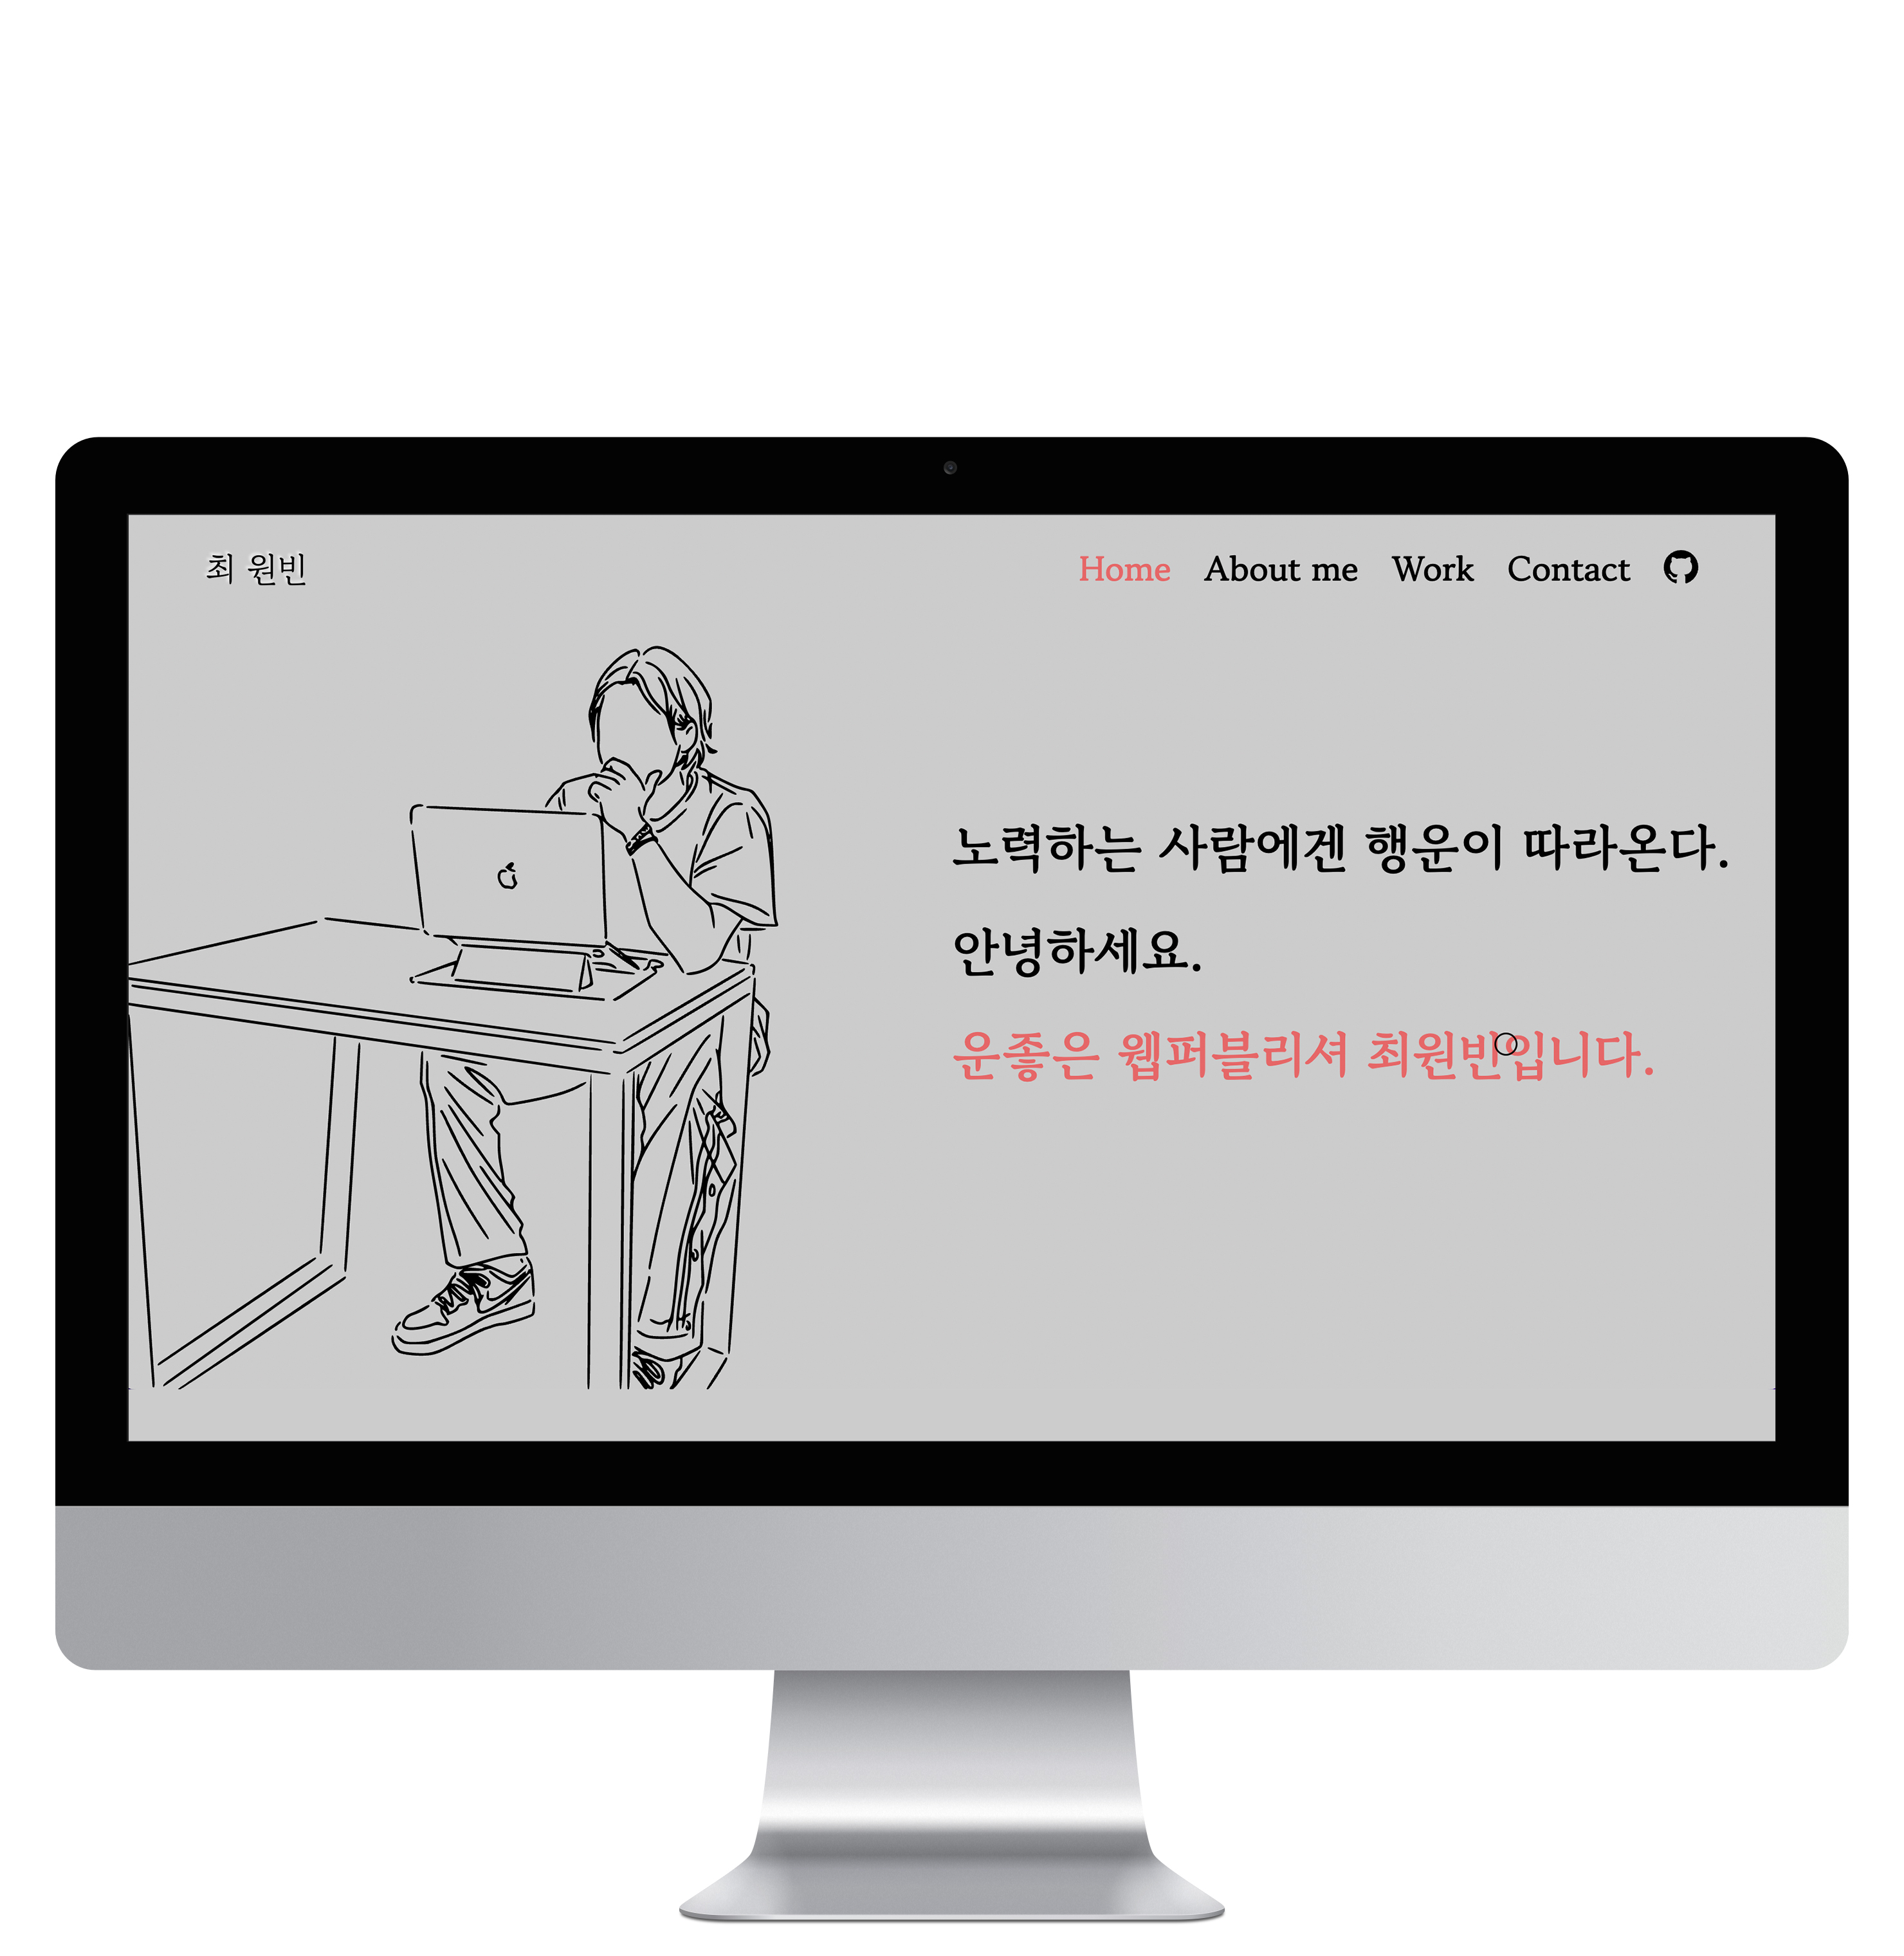 최 원빈
Home About me Work Contact
노력하는 사람에겐 행운이 따라온다.
안녕하세요.
운좋은 웹퍼블리셔 최원빈입니다.